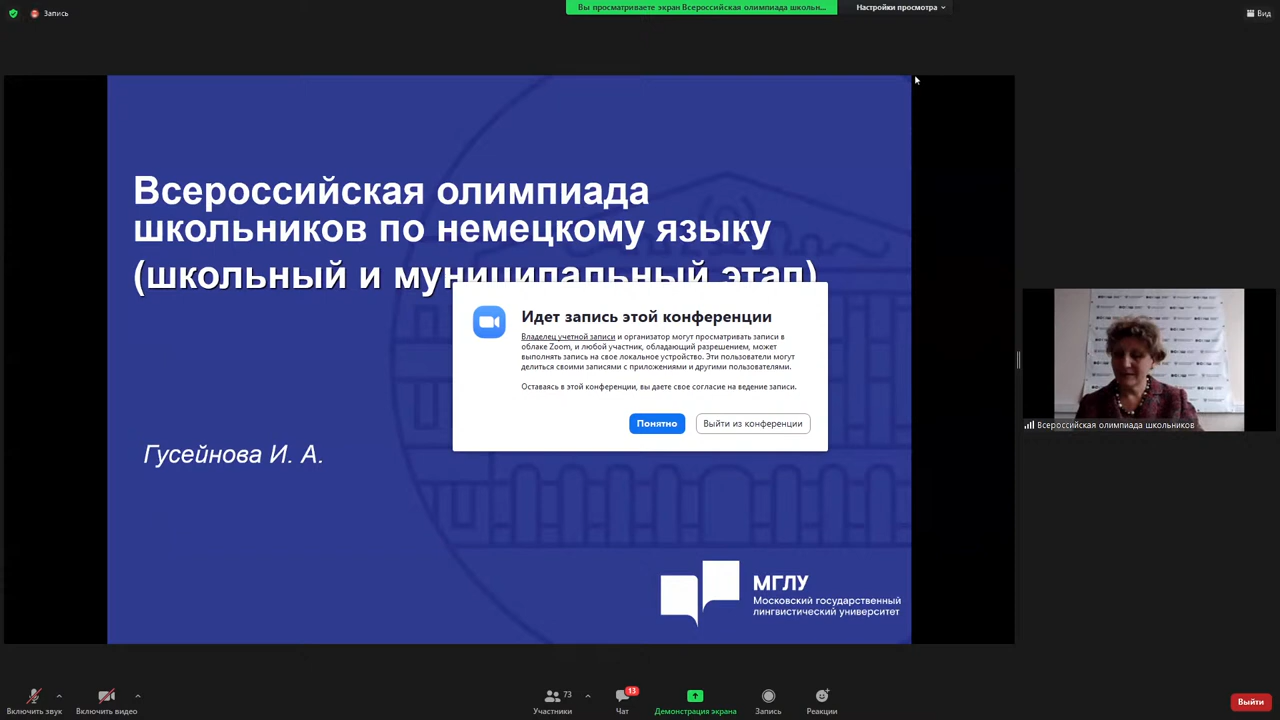 Запись
Вы просматриваете экран Всероссийская олимпиада школьн...
Настройки просмотра
Вид
Всероссийская олимпиада
школьников по немецкому языку
(школьный и муниципальный этап)
Идет запись этой конференции
Владелец учетной записи и организатор могут просматривать записи в
облаке Zoom, и любой участник, обладающий разрешением, может
выполнять запись на свое локальное устройство. Эти пользователи могут
делиться своими записями с приложениями и другими пользователями.
Оставаясь в этой конференции, вы даете свое согласие на ведение записи.
Понятно
Выйти из конференции
Гусейнова И. А.
Всероссийская олимпиада школьников
МГЛУ
Московский государственный
лингвистический университет
Включить звук
Включить видео
73
Участники
13
Чат
Демонстрация экрана
Запись
Реакции
Выйти